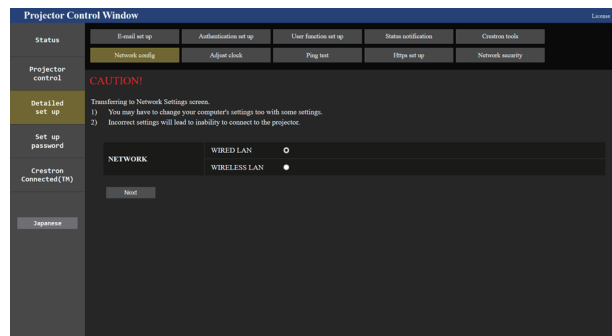 Projector Control Window
License
Status
E-mail set up
Authentication set up
User function set up
Status notification
Crestron tools
Network config
Adjust clock
Ping test
Https set up
Network security
Projector
control
Detailed
set up
Set up
password
Crestron
Connected(TM)
Japanese
CAUTION!
Transferring to Network Settings screen.
1) You may have to change your computer's settings too with some settings.
2) Incorrect settings will lead to inability to connect to the projector.
NETWORK
WIRED LAN
WIRELESS LAN
Next